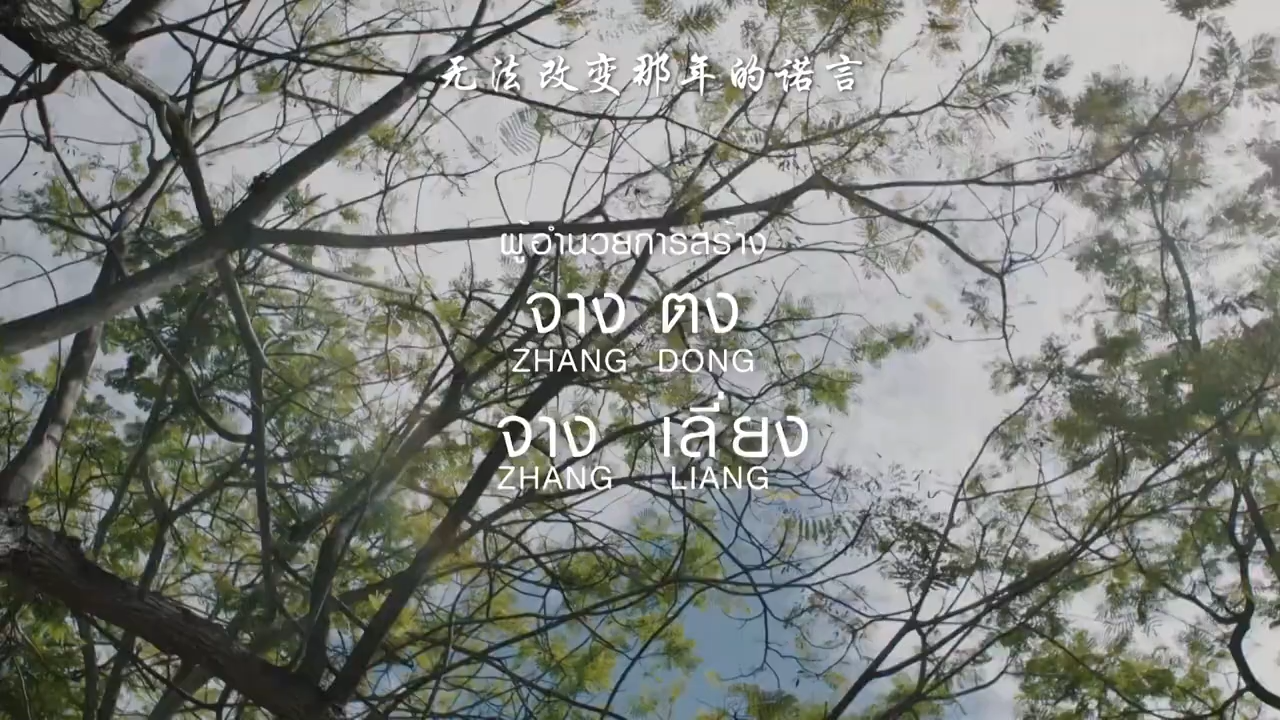 无法改变那年的诺言
ผู้อำนวยการสร้าง
จาง ตง
ZHANG DONG
จาง เลี่ยง
ZHANG LIANG